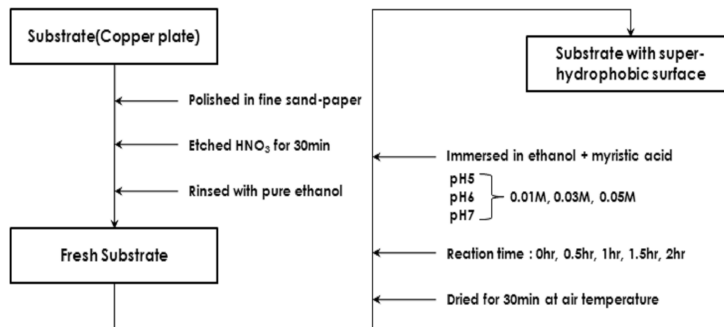 Substrate(Copper plate)
Polished in fine sand-paper
Etched HNO₃ for 30min
Rinsed with pure ethanol
Fresh Substrate
Substrate with super-
hydrophobic surface
Immersed in ethanol + myristic acid
pH5
pH6
pH7
0.01M, 0.03M, 0.05M
Reation time : 0hr, 0.5hr, 1hr, 1.5hr, 2hr
Dried for 30min at air temperature